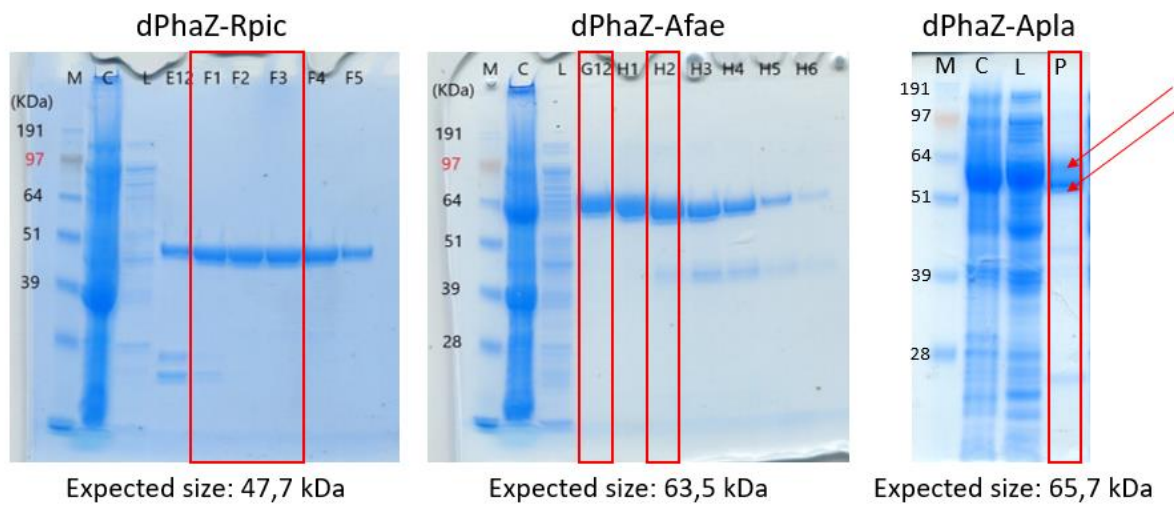 dPhaZ-Rpic
M C L E12 F1 F2 F3 F4 F5
(KDa)
191
97
64
51
39
Expected size: 47,7 kDa
dPhaZ-Afae
M C L G12 H1 H2 H3 H4 H5 H6
(KDa)
191
97
64
51
39
28
Expected size: 63,5 kDa
dPhaZ-Apla
M C L P
191
97
64
51
39
28
Expected size: 65,7 kDa